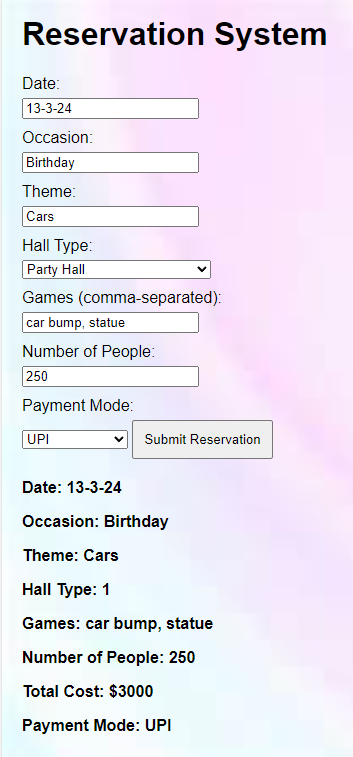 Reservation System
Date:
13-3-24
Occasion:
Birthday
Theme:
Cars
Hall Type:
Party Hall
Games (comma-separated):
car bump, statue
Number of People:
250
Payment Mode:
UPI Submit Reservation
Date: 13-3-24
Occasion: Birthday
Theme: Cars
Hall Type: 1
Games: car bump, statue
Number of People: 250
Total Cost: $3000
Payment Mode: UPI